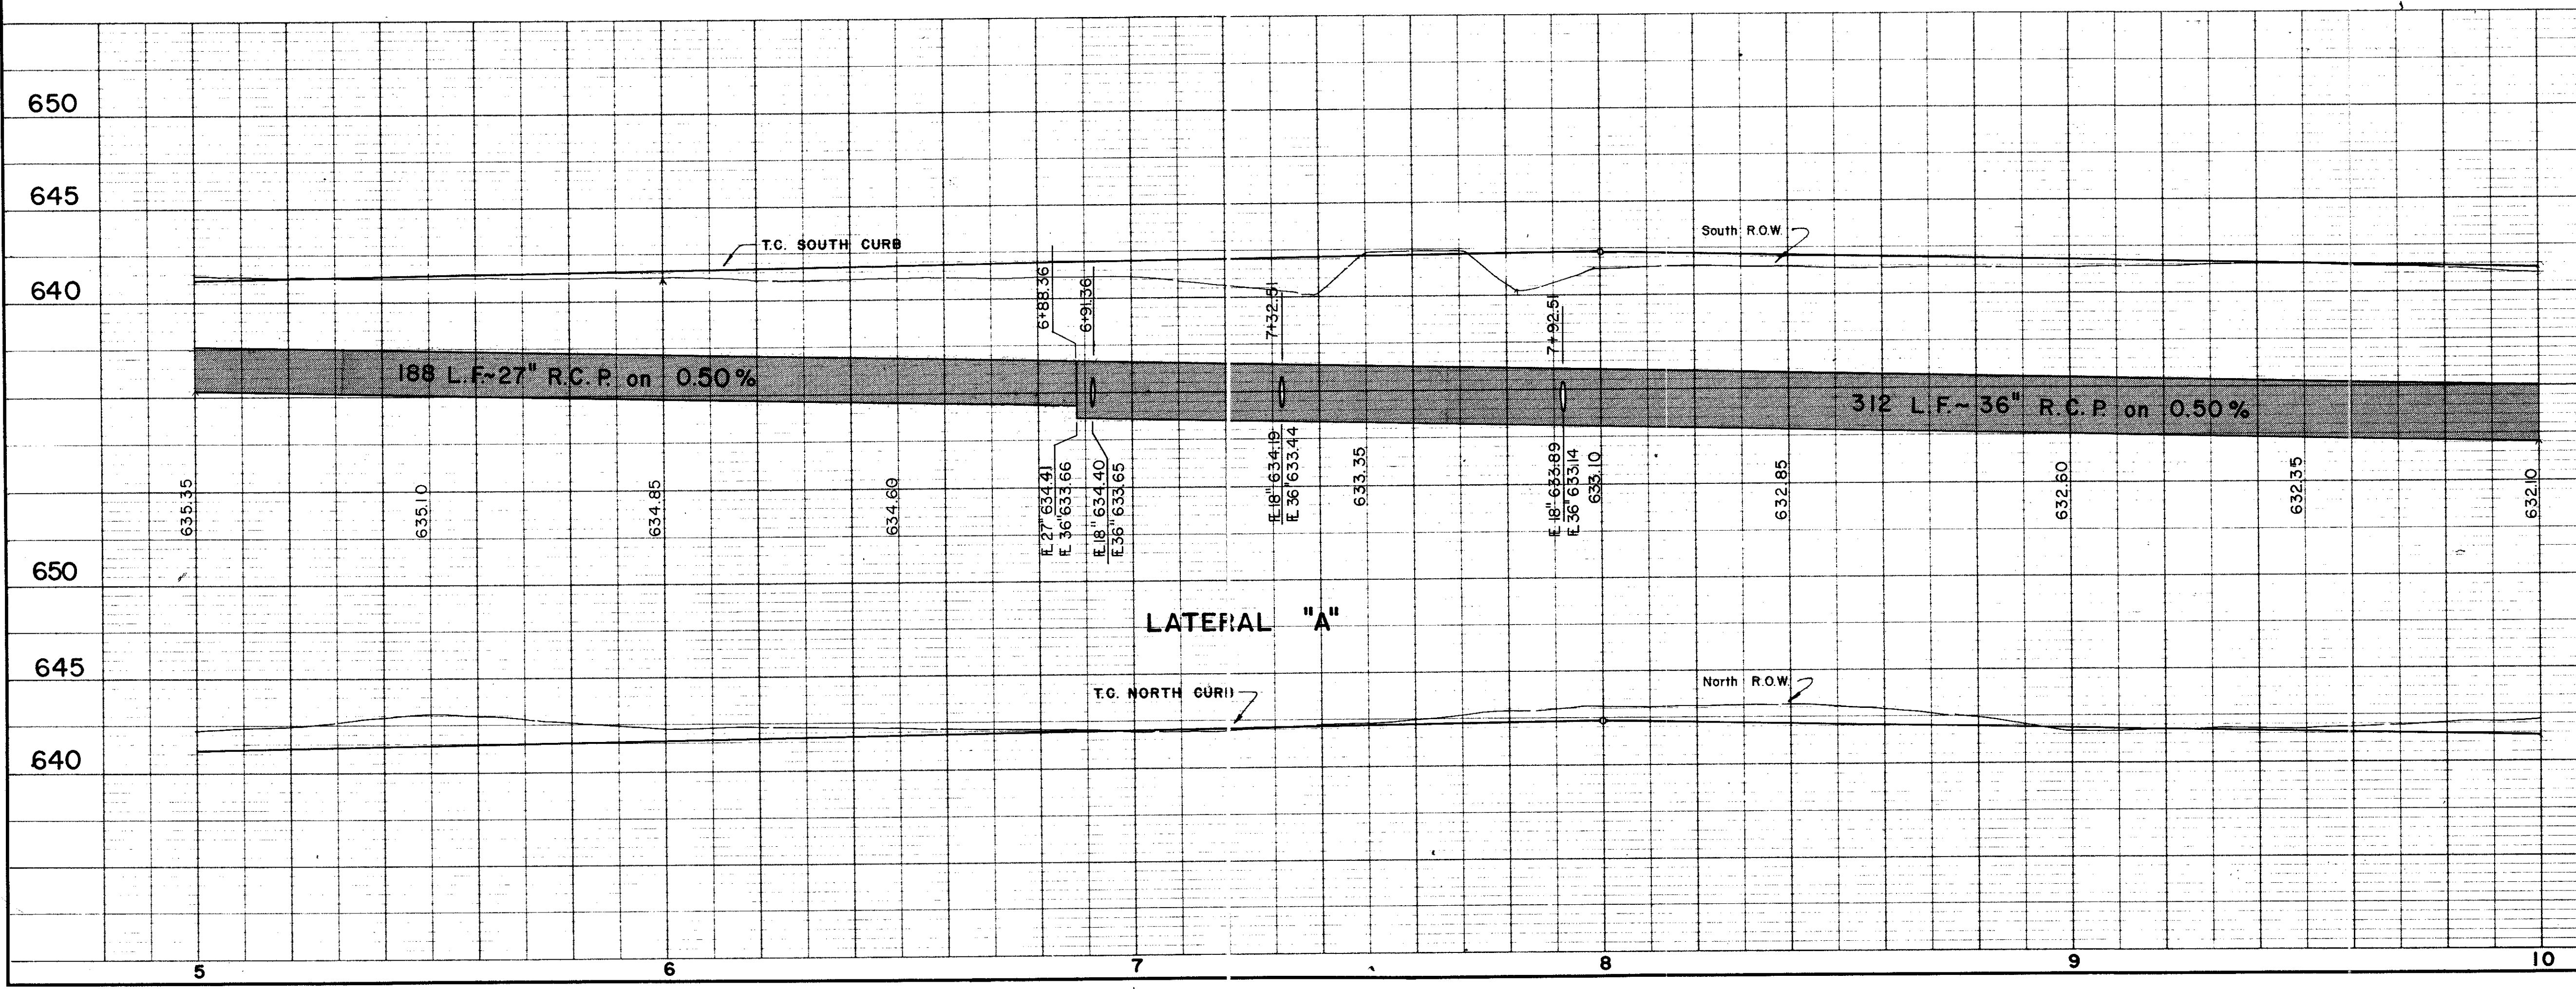 650
645
640
T.C. SOUTH CURB
South R.O.W.
6+88.36
6+91.36
7+32.51
7+92.51
188 L.F.~27" R.C.P. on 0.50%
312 L.F.~36" R.C.P. on 0.50%
635.35
635.10
634.85
634.60
FL 27" 634.41
FL 36" 633.66
FL 18" 634.40
FL 36" 633.65
FL 18" 634.19
FL 36" 633.44
633.35
FL 18" 633.89
FL 36" 633.14
633.10
632.85
632.60
632.35
632.10
650
LATERAL "A"
645
T.C. NORTH CURB
North R.O.W.
640
5 6 7 8 9 10